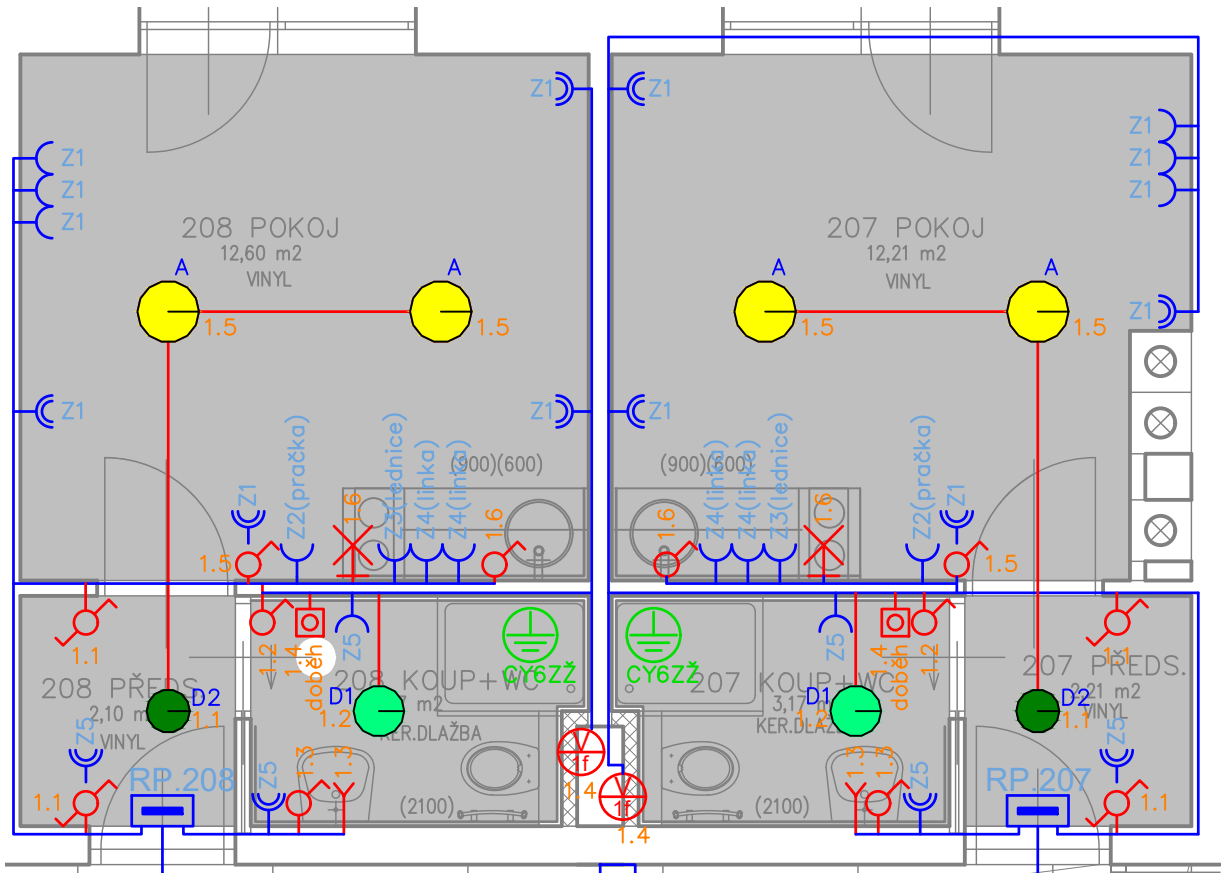 Z1
Z1
Z1
Z1
Z1
Z1
Z1
Z1
208 POKOJ
12,60 m2
VINYL
207 POKOJ
12,21 m2
VINYL
A
A
A
A
1.5
1.5
1.5
1.5
Z1
Z1
Z1
Z1
Z1
Z2(pračka)
1.6
Z3(lednice)
Z4(linka)
Z4(linka)
(900)(600)
1.6
(900)(600)
1.6
Z4(linka)
Z4(linka)
Z3(lednice)
1.6
Z2(pračka)
Z1
1.5
1.5
1.1
1.2
1.4
doběh
Z5
CY6ZŽ
CY6ZŽ
Z5
1.4
doběh
1.2
1.1
208 PŘEDS.
2,10 m2
VINYL
D2
1.1
208 KOUP+WC
m2
KER.DLAŽBA
D1
1.2
207 KOUP+WC
3,17
KER.DLAŽ
D1
1.2
207 PŘEDS.
2,21 m2
VINYL
D2
1.1
Z5
RP.208
1.1
Z5
1.3
1.3
(2100)
V
1f
1.4
V
1f
1.4
(2100)
1.3
1.3
Z5
RP.207
Z5
1.1